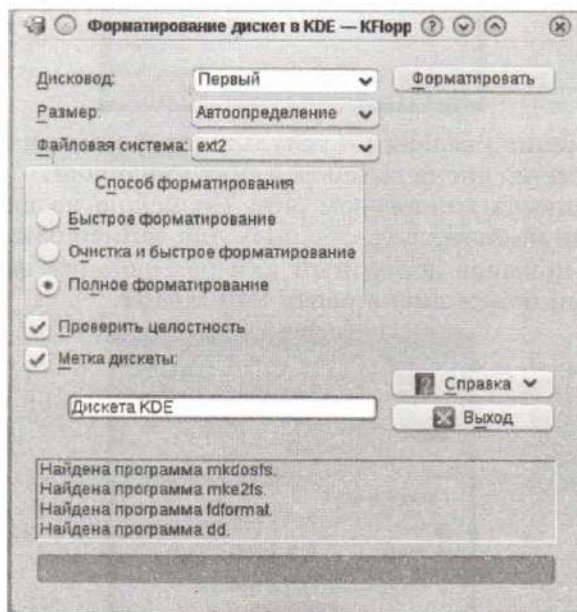 Форматирование дискет в KDE — KFlopp
Дисковод:
Первый
Форматировать
Размер:
Автоопределение
Файловая система:
ext2
Способ форматирования
Быстрое форматирование
Очистка и быстрое форматирование
Полное форматирование
Проверить целостность
Метка дискеты:
Справка
Дискета KDE
Выход
Найдена программа mkdosfs.
Найдена программа mke2fs.
Найдена программа fdformat.
Найдена программа dd.